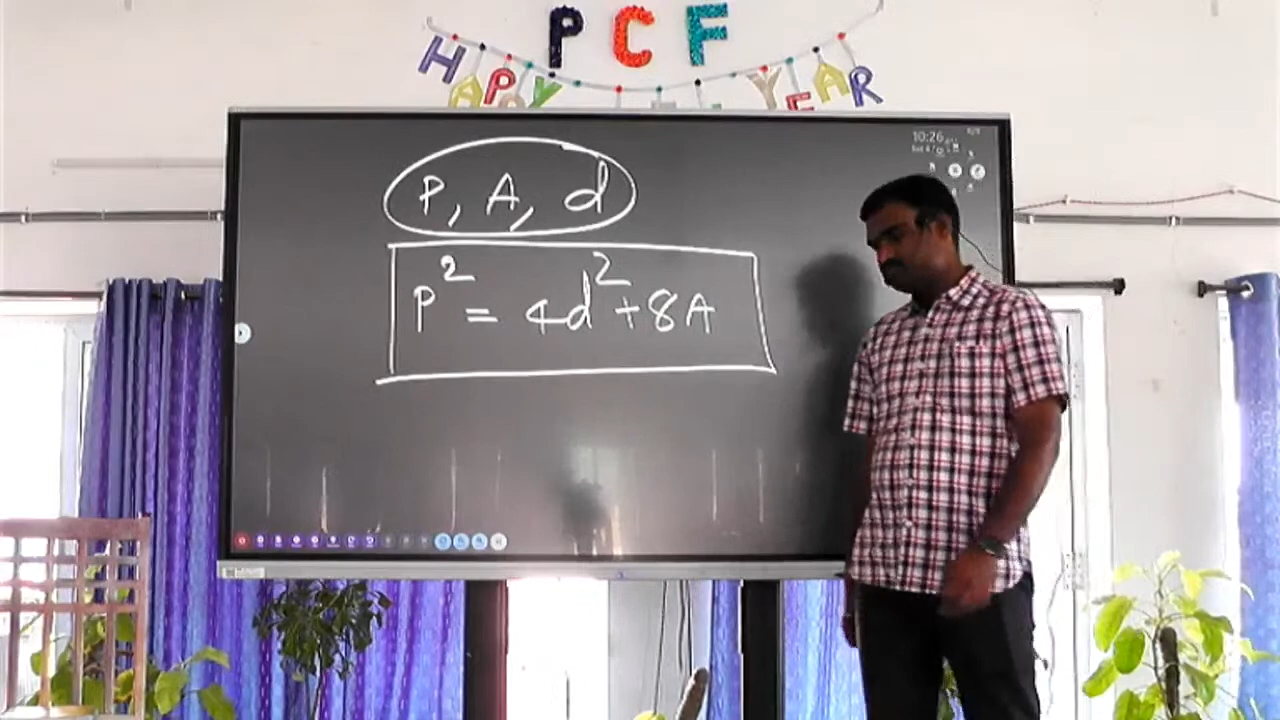 P C F
HAPPY YEAR
10:26
P, A, d
P² = 4d² + 8A